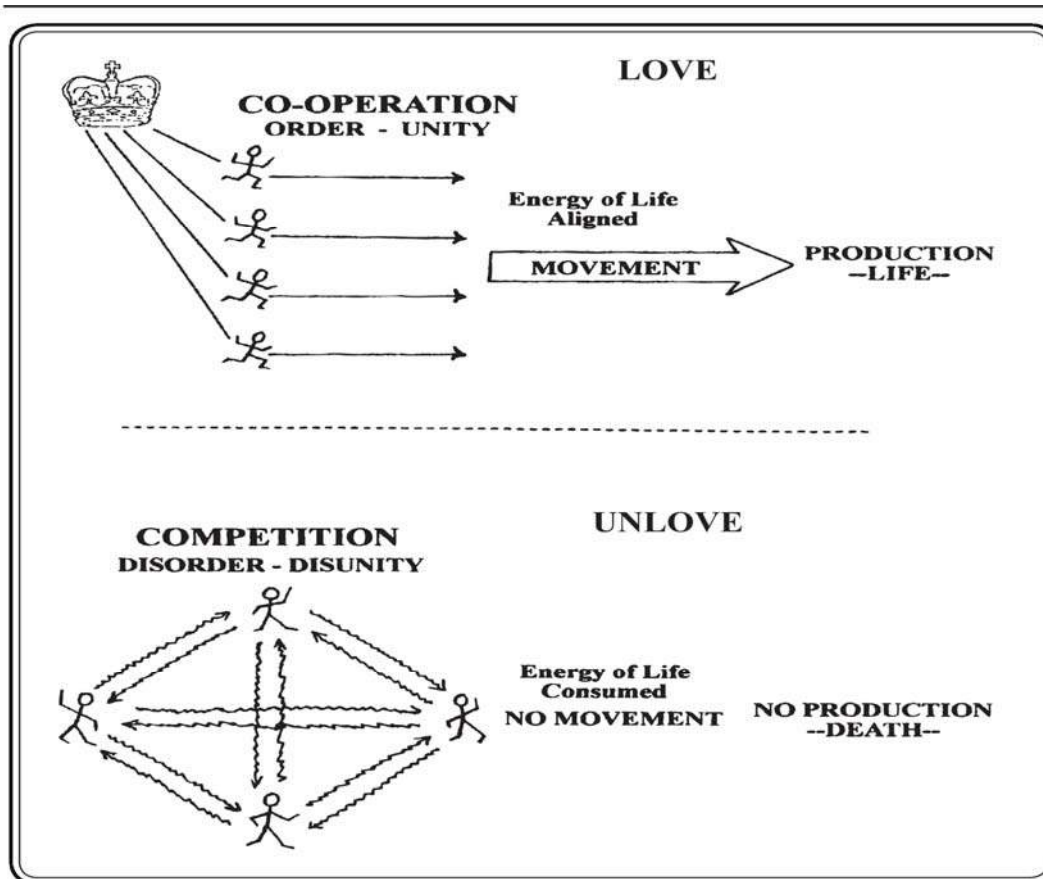 LOVE
CO-OPERATION
ORDER - UNITY
Energy of Life
Aligned
MOVEMENT
PRODUCTION
--LIFE--
UNLOVE
COMPETITION
DISORDER - DISUNITY
Energy of Life
Consumed
NO MOVEMENT
NO PRODUCTION
--DEATH--